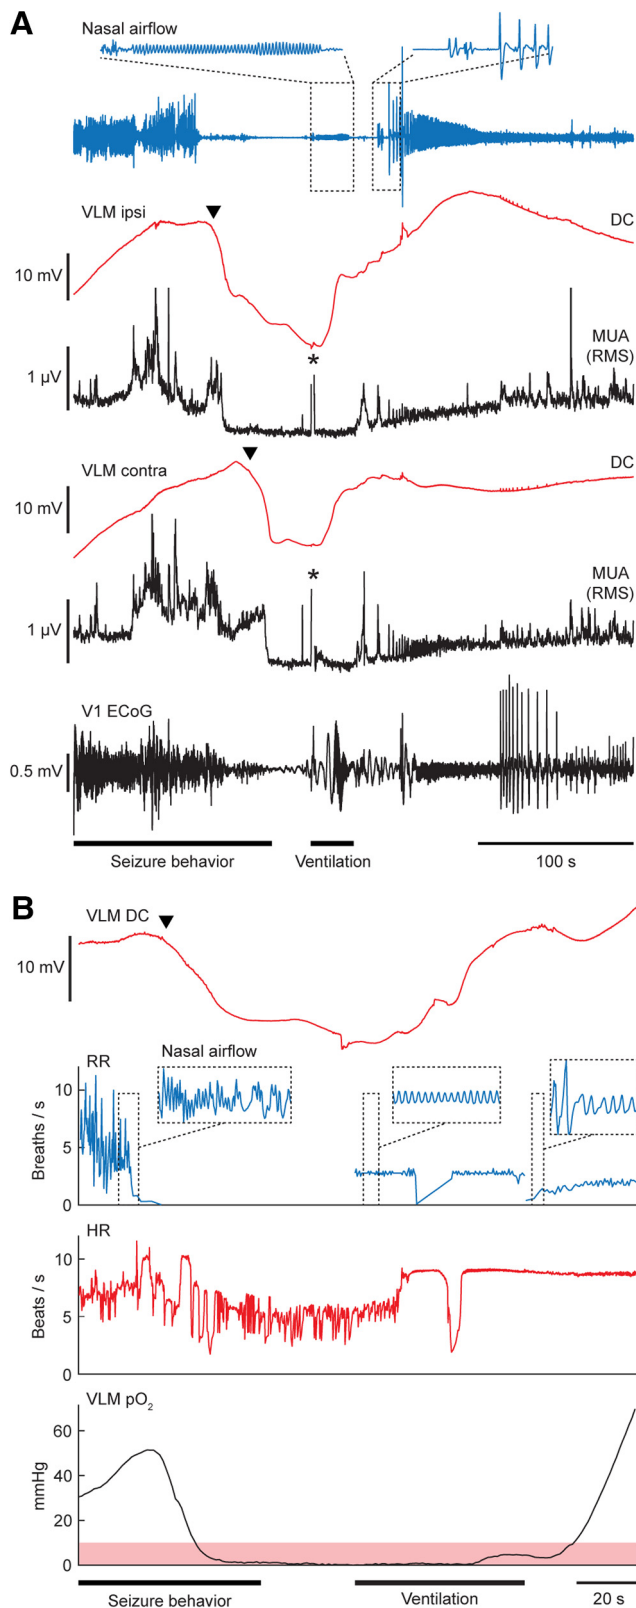 A
Nasal airflow
VLM ipsi
DC
10 mV
MUA
(RMS)
1 μV
*
VLM contra
DC
10 mV
*
MUA
(RMS)
1 μV
V1 ECoG
0.5 mV
Seizure behavior
Ventilation
100 s
B
VLM DC
10 mV
Nasal airflow
RR
10
5
0
Breaths / s
HR
10
5
0
Beats / s
VLM pO₂
60
40
20
0
mmHg
Seizure behavior
Ventilation
20 s